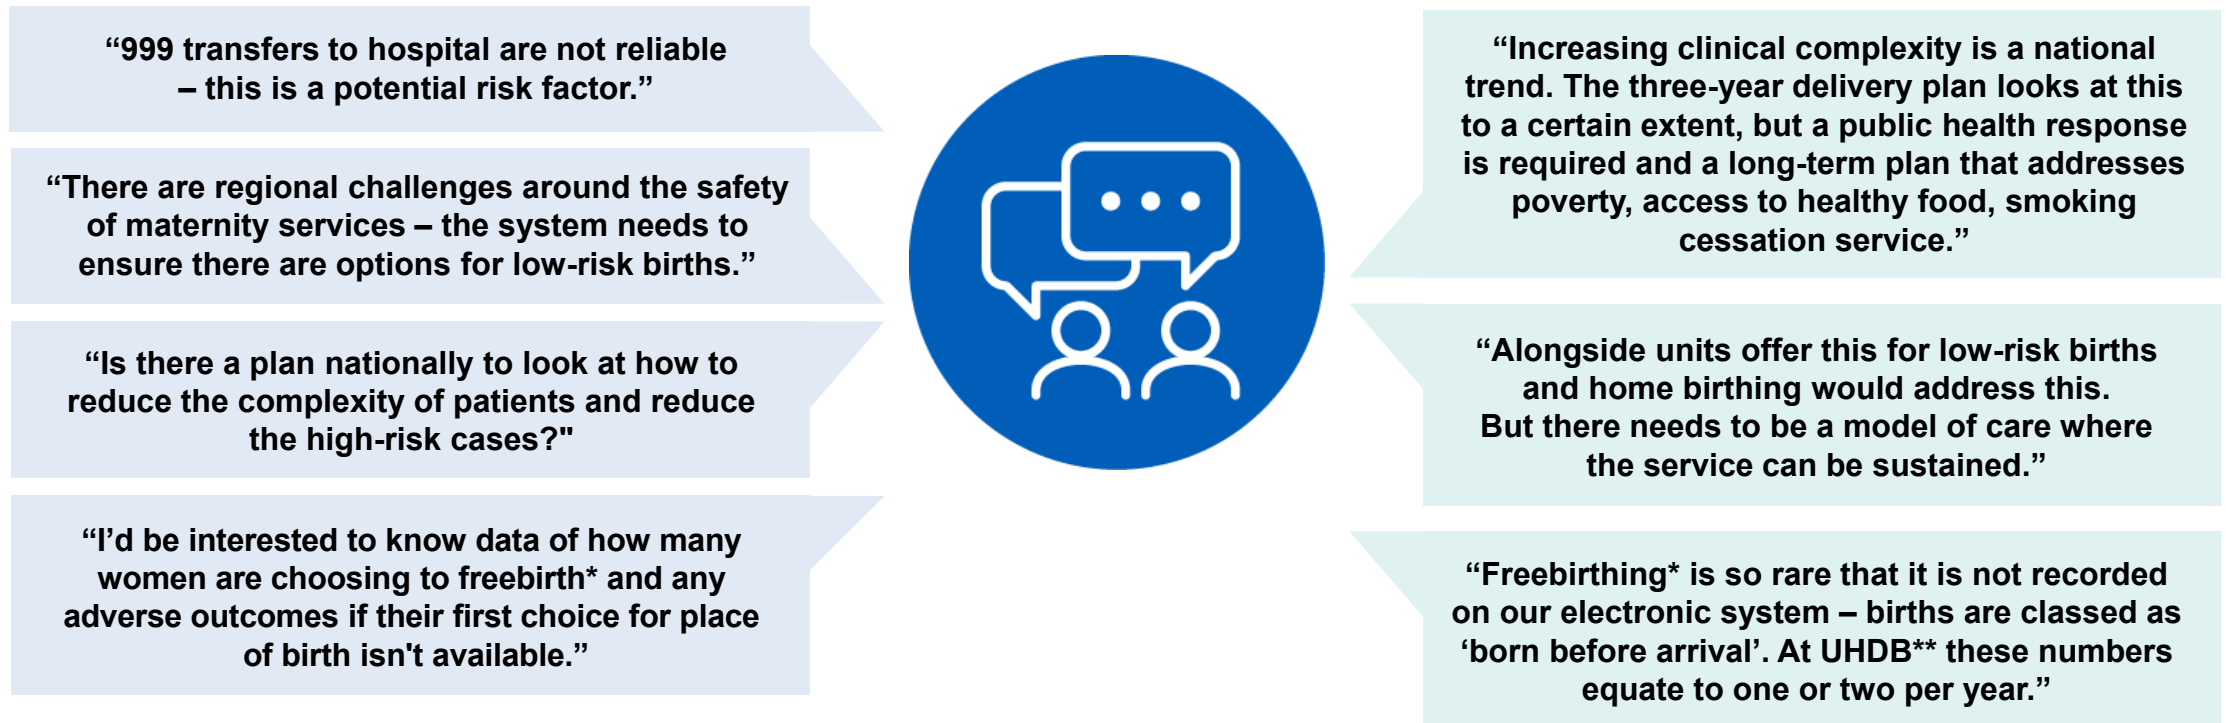 “999 transfers to hospital are not reliable
– this is a potential risk factor.”
“There are regional challenges around the safety
of maternity services – the system needs to
ensure there are options for low-risk births.”
“Is there a plan nationally to look at how to
reduce the complexity of patients and reduce
the high-risk cases?"
“I’d be interested to know data of how many
women are choosing to freebirth* and any
adverse outcomes if their first choice for place
of birth isn't available.”
“Increasing clinical complexity is a national
trend. The three-year delivery plan looks at this
to a certain extent, but a public health response
is required and a long-term plan that addresses
poverty, access to healthy food, smoking
cessation service.”
“Alongside units offer this for low-risk births
and home birthing would address this.
But there needs to be a model of care where
the service can be sustained.”
“Freebirthing* is so rare that it is not recorded
on our electronic system – births are classed as
‘born before arrival’. At UHDB** these numbers
equate to one or two per year.”